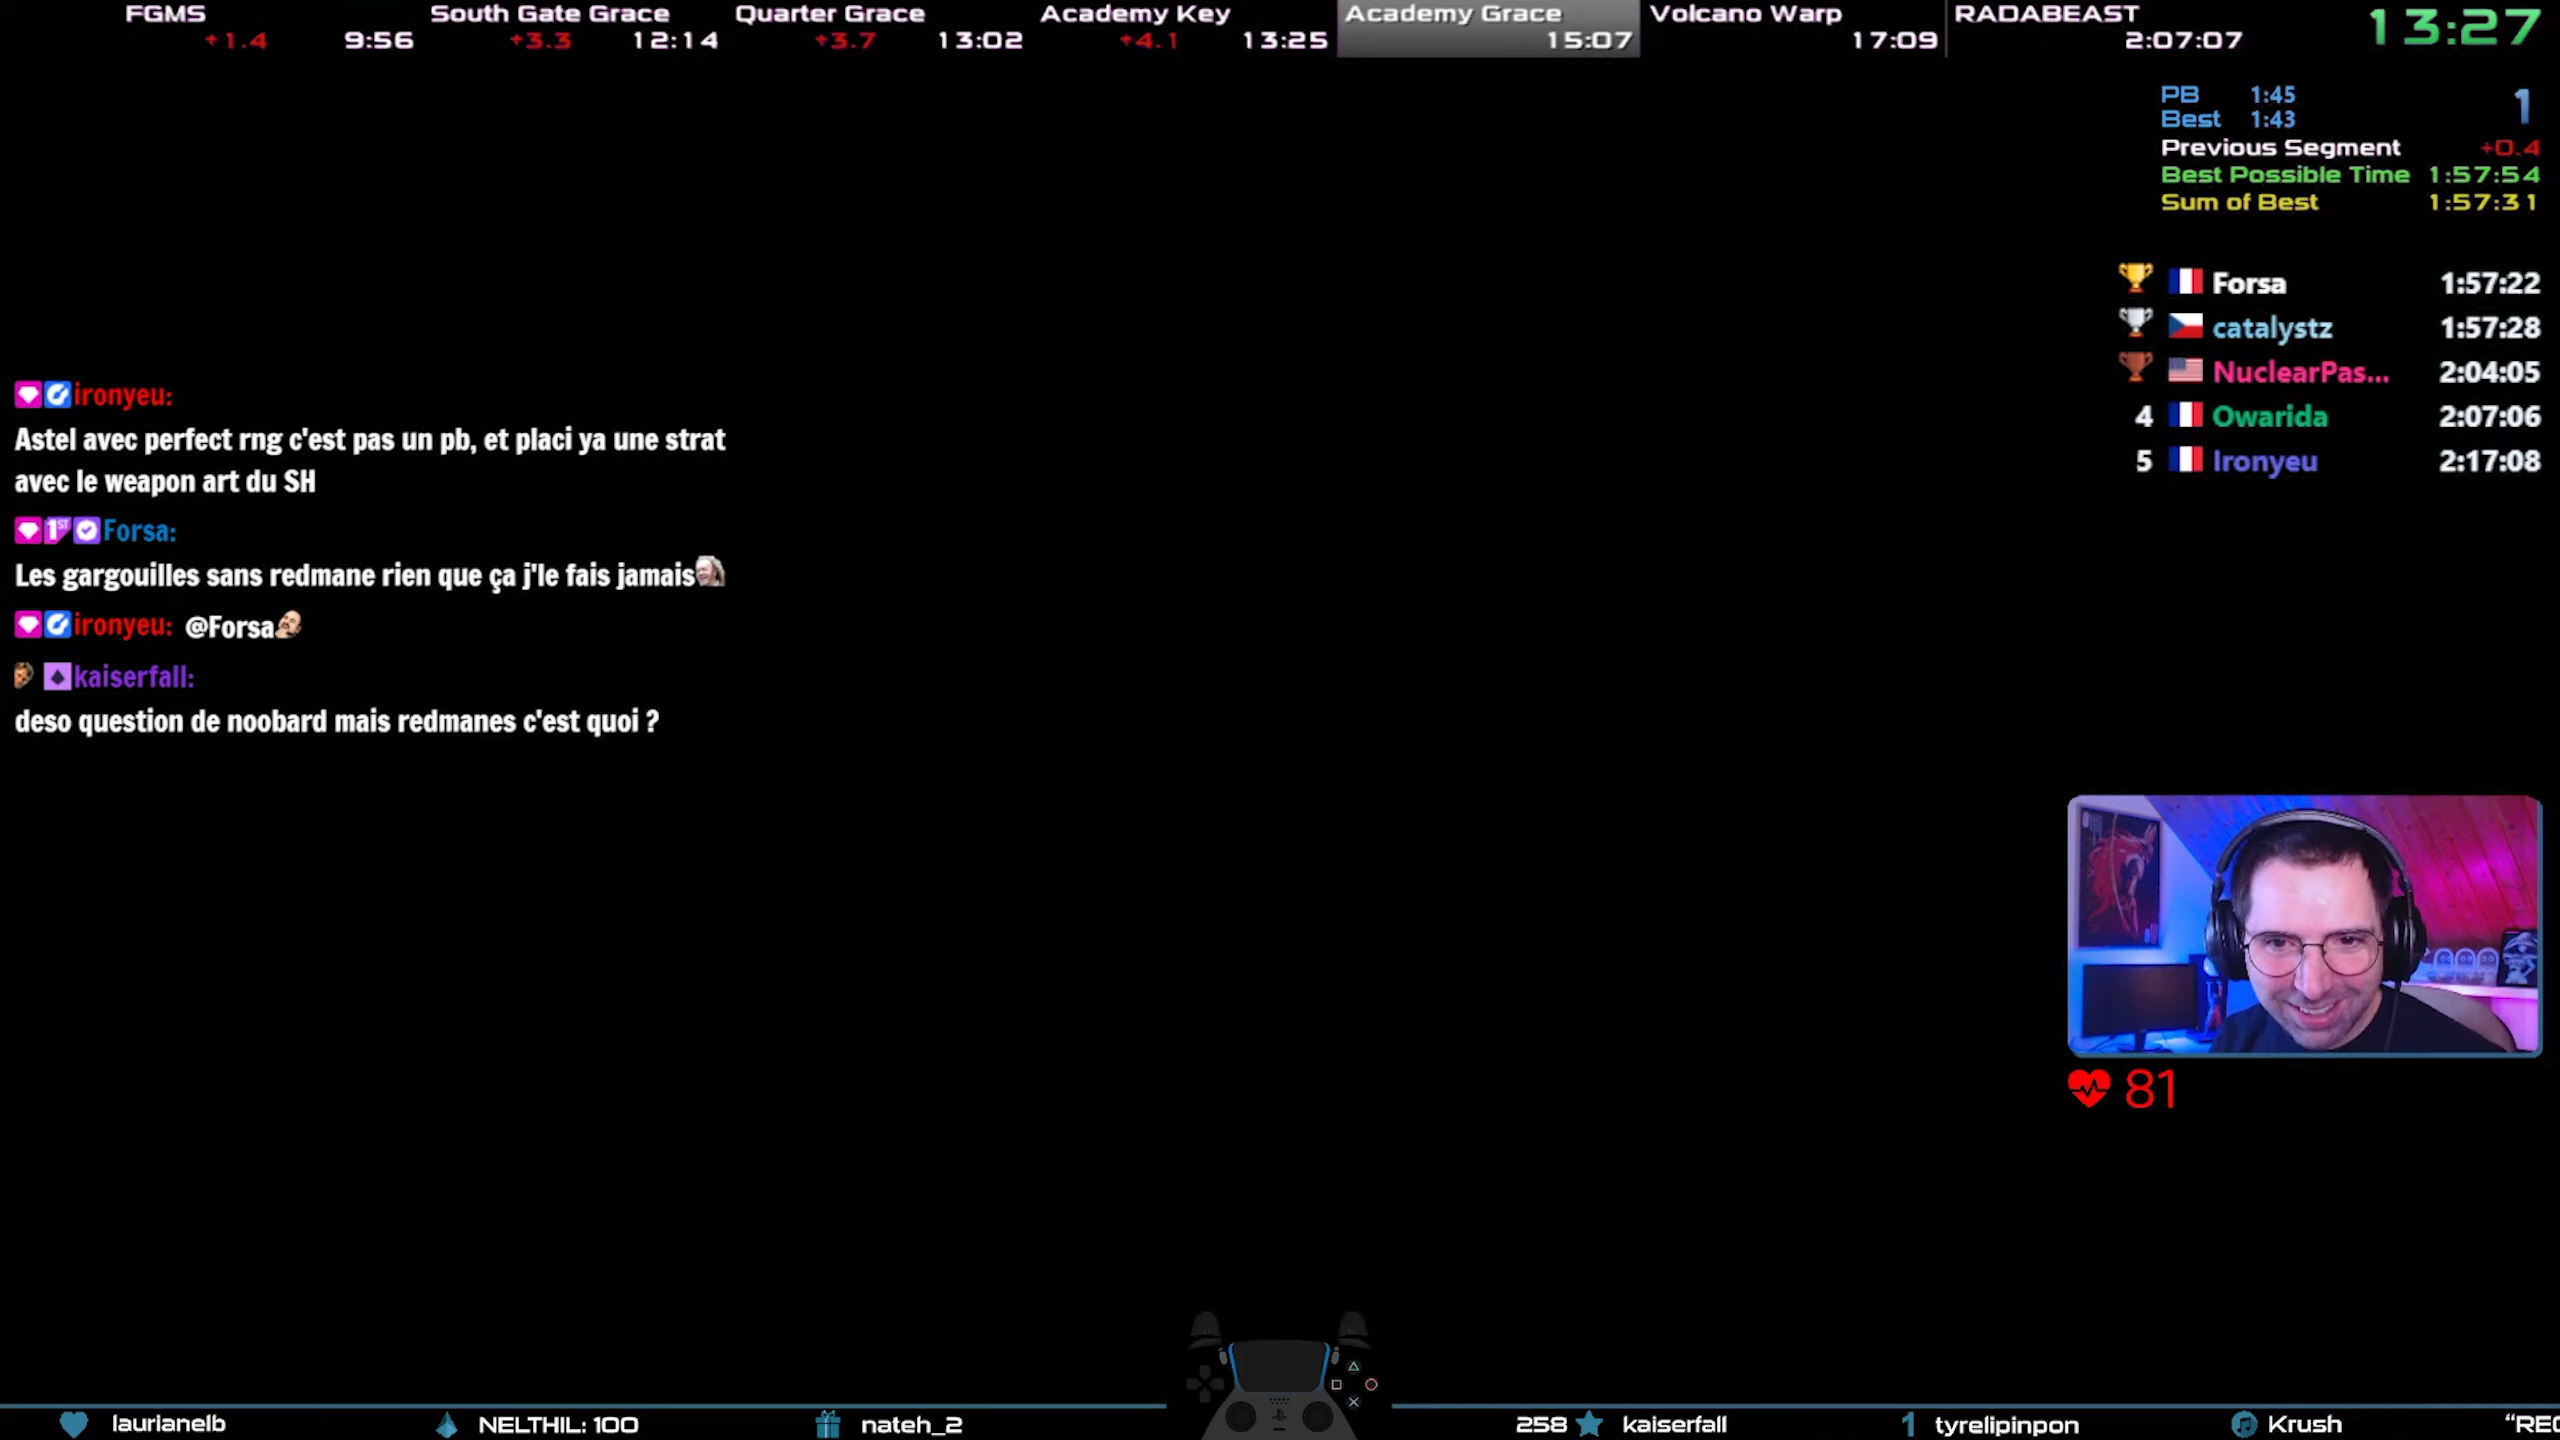 FGMS
+1.4 9:56
South Gate Grace
+3.3 12:14
Quarter Grace
+3.7 13:02
Academy Key
+4.1 13:25
Academy Grace
15:07
Volcano Warp
17:09
RADABEAST
2:07:07
13:27
PB 1:45
Best 1:43
1
Previous Segment +0.4
Best Possible Time 1:57:54
Sum of Best 1:57:31
Forsa 1:57:22
catalystz 1:57:28
NuclearPas... 2:04:05
4 Owarida 2:07:06
5 Ironyeu 2:17:08
ironyeu:
Astel avec perfect rng c'est pas un pb, et placi ya une strat
avec le weapon art du SH
1ST Forsa:
Les gargouilles sans redmane rien que ça j'le fais jamais
ironyeu: @Forsa
kaiserfall:
deso question de noobard mais redmanes c'est quoi ?
81
laurianelb
NELTHIL: 100
nateh_2
258 kaiserfall
1 tyrelipinpon
Krush